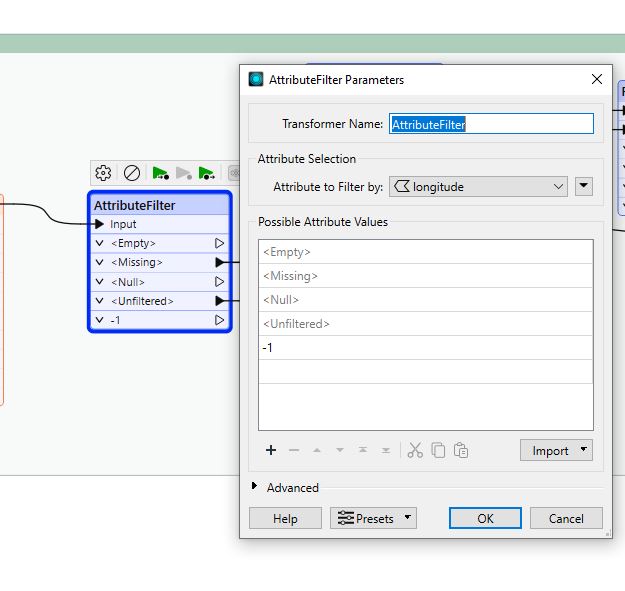 AttributeFilter Parameters
Transformer Name: AttributeFilter
Attribute Selection
Attribute to Filter by: longitude
Possible Attribute Values
<Empty>
<Missing>
<Null>
<Unfiltered>
-1
Import
Advanced
Help
Presets
OK
Cancel
AttributeFilter
Input
<Empty>
<Missing>
<Null>
<Unfiltered>
-1